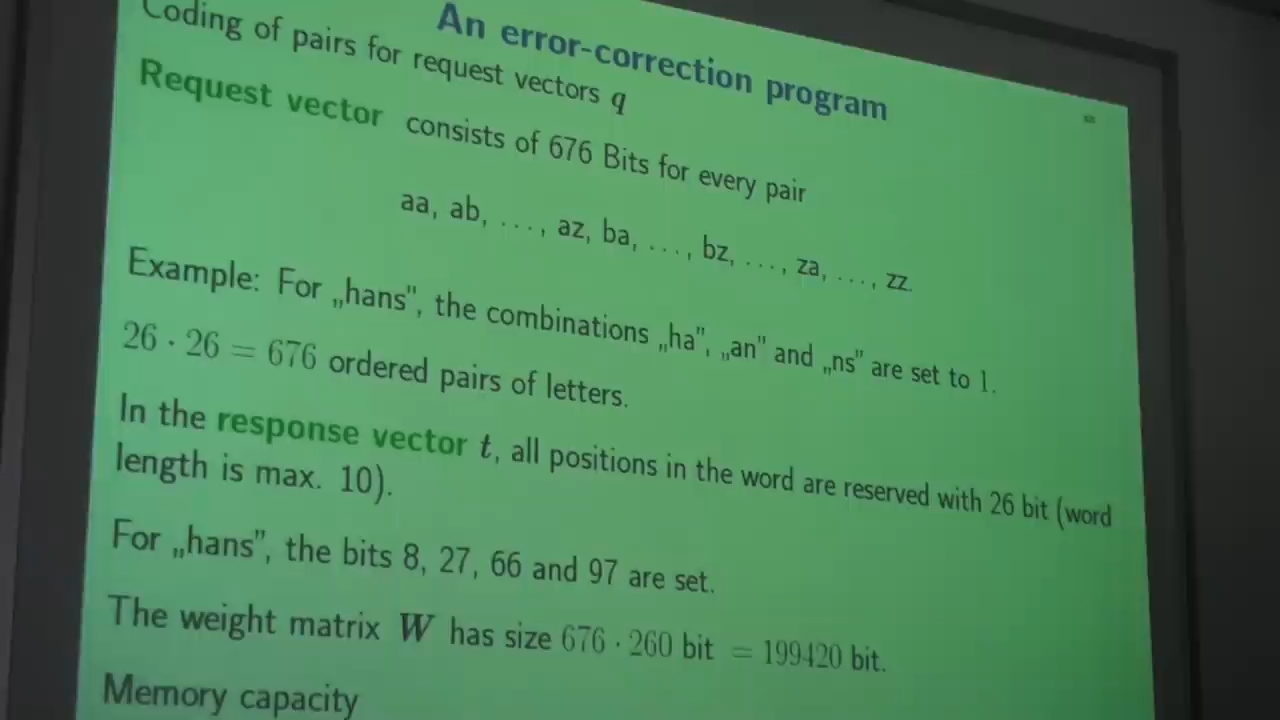 An error-correction program
Coding of pairs for request vectors q
Request vector consists of 676 Bits for every pair
aa, ab, . . . , az, ba, . . . , bz, . . . , za, . . . , zz.
Example: For „hans", the combinations „ha", „an" and „ns" are set to 1.
26 · 26 = 676 ordered pairs of letters.
In the response vector t, all positions in the word are reserved with 26 bit (word
length is max. 10).
For „hans", the bits 8, 27, 66 and 97 are set.
The weight matrix W has size 676 · 260 bit = 199420 bit.
Memory capacity